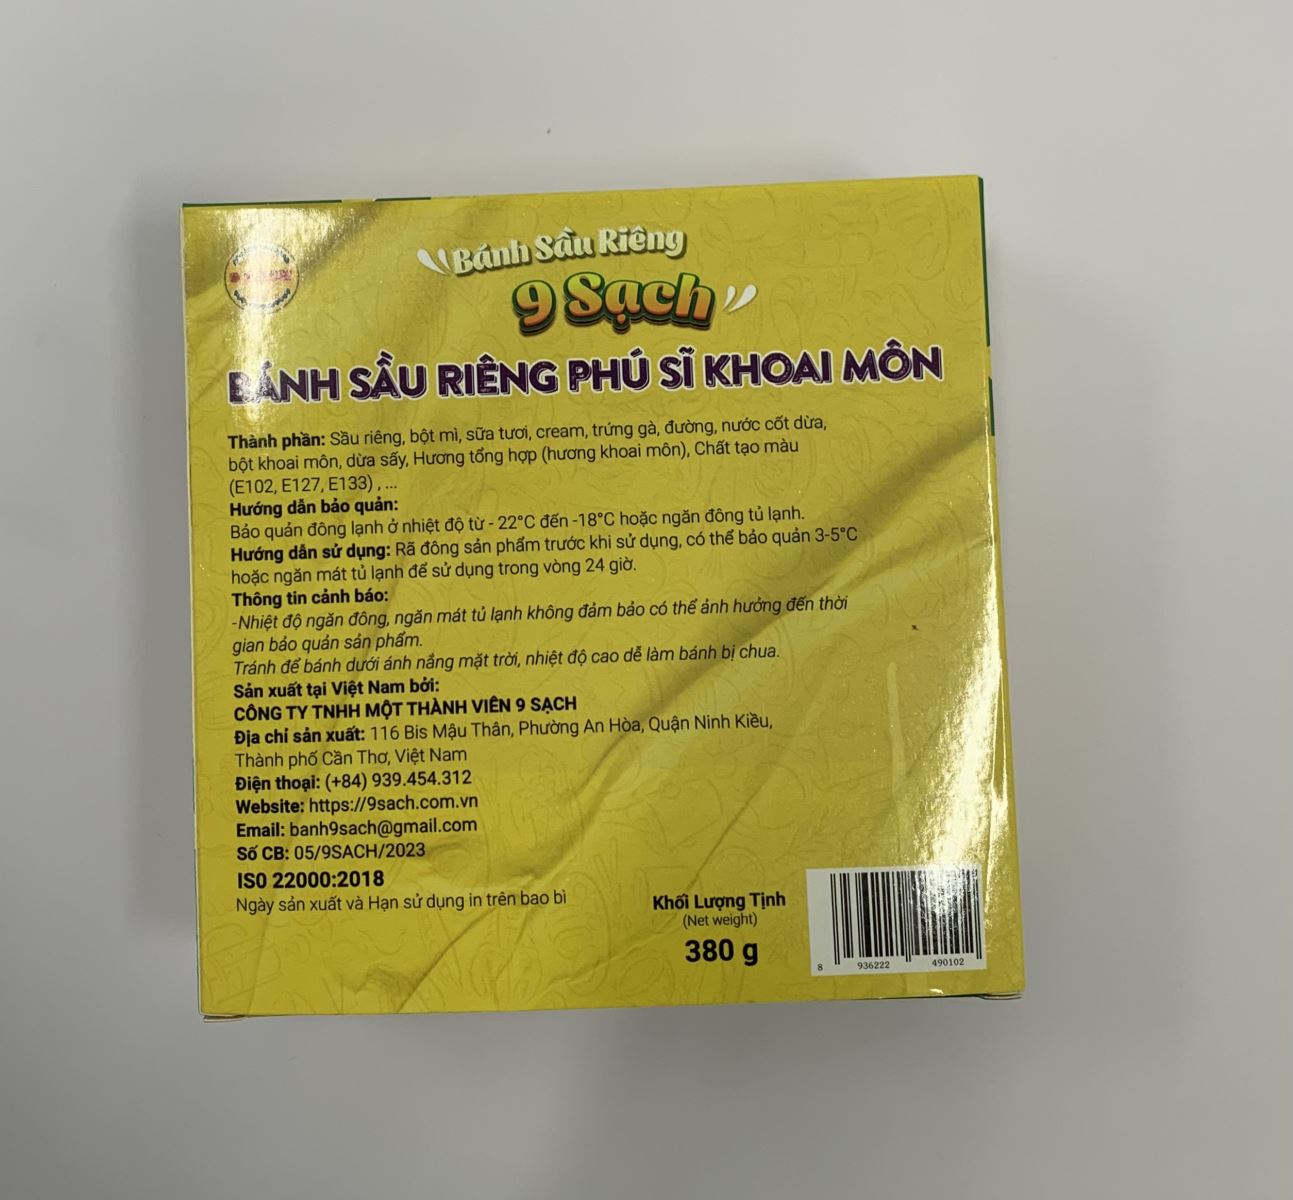 Bánh Sầu Riêng
9 Sạch
BÁNH SẦU RIÊNG PHÚ SĨ KHOAI MÔN
Thành phần: Sầu riêng, bột mì, sữa tươi, cream, trứng gà, đường, nước cốt dừa,
bột khoai môn, dừa sấy, Hương tổng hợp (hương khoai môn), Chất tạo màu
(E102, E127, E133) , ...
Hướng dẫn bảo quản:
Bảo quản đông lạnh ở nhiệt độ từ - 22°C đến -18°C hoặc ngăn đông tủ lạnh.
Hướng dẫn sử dụng: Rã đông sản phẩm trước khi sử dụng, có thể bảo quản 3-5°C
hoặc ngăn mát tủ lạnh để sử dụng trong vòng 24 giờ.
Thông tin cảnh báo:
-Nhiệt độ ngăn đông, ngăn mát tủ lạnh không đảm bảo có thể ảnh hưởng đến thời
gian bảo quản sản phẩm.
Tránh để bánh dưới ánh nắng mặt trời, nhiệt độ cao dễ làm bánh bị chua.
Sản xuất tại Việt Nam bởi:
CÔNG TY TNHH MỘT THÀNH VIÊN 9 SẠCH
Địa chỉ sản xuất: 116 Bis Mậu Thân, Phường An Hòa, Quận Ninh Kiều,
Thành phố Cần Thơ, Việt Nam
Điện thoại: (+84) 939.454.312
Website: https://9sach.com.vn
Email: banh9sach@gmail.com
Số CB: 05/9SACH/2023
ISO 22000:2018
Ngày sản xuất và Hạn sử dụng in trên bao bì
Khối Lượng Tịnh
(Net weight)
380 g
8 936222 490102